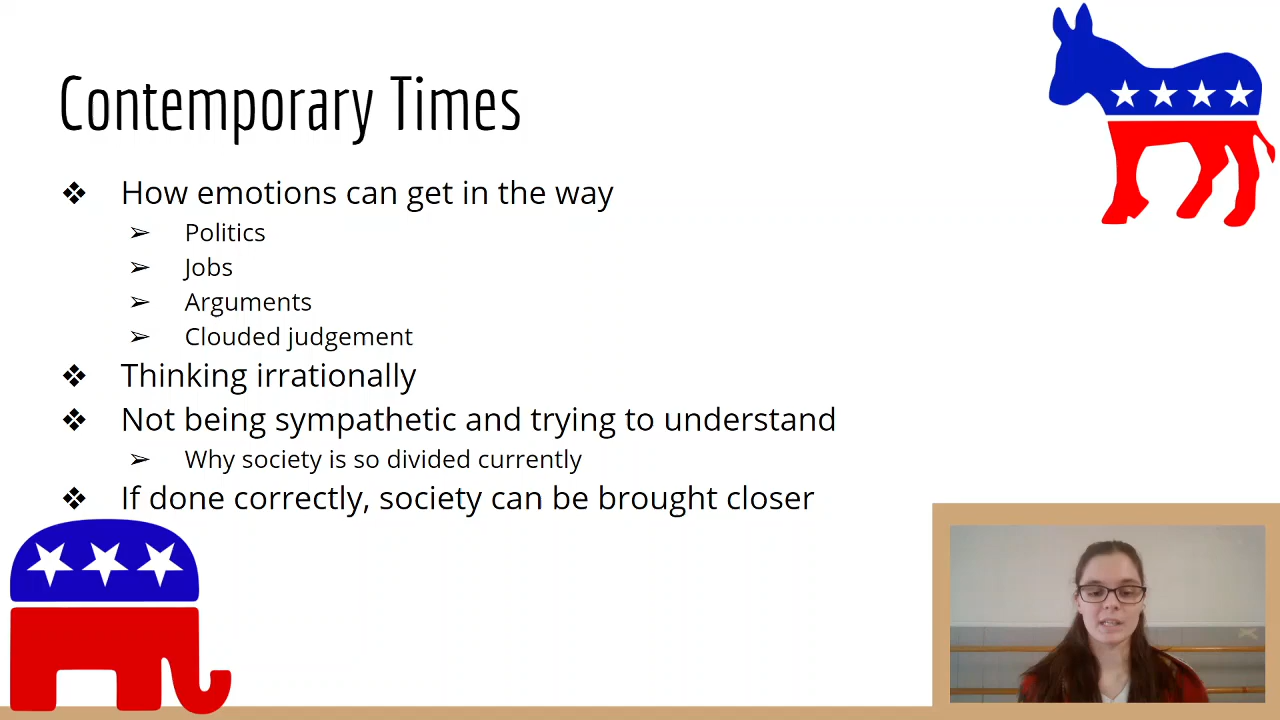 Contemporary Times
❖ How emotions can get in the way
➢ Politics
➢ Jobs
➢ Arguments
➢ Clouded judgement
❖ Thinking irrationally
❖ Not being sympathetic and trying to understand
➢ Why society is so divided currently
❖ If done correctly, society can be brought closer